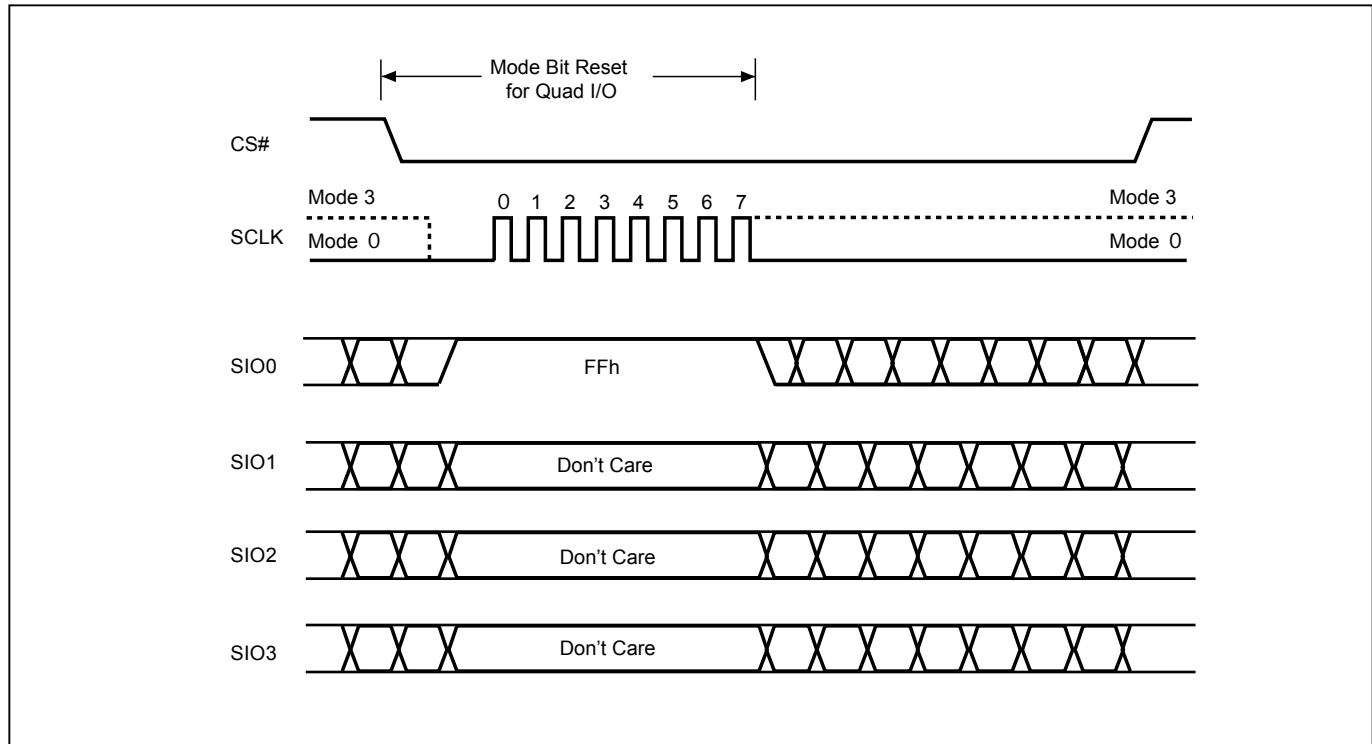 Mode Bit Reset
for Quad I/O
CS#
Mode 3
0 1 2 3 4 5 6 7
Mode 3
SCLK
Mode 0
Mode 0
SIO0
FFh
SIO1
Don't Care
SIO2
Don't Care
SIO3
Don't Care